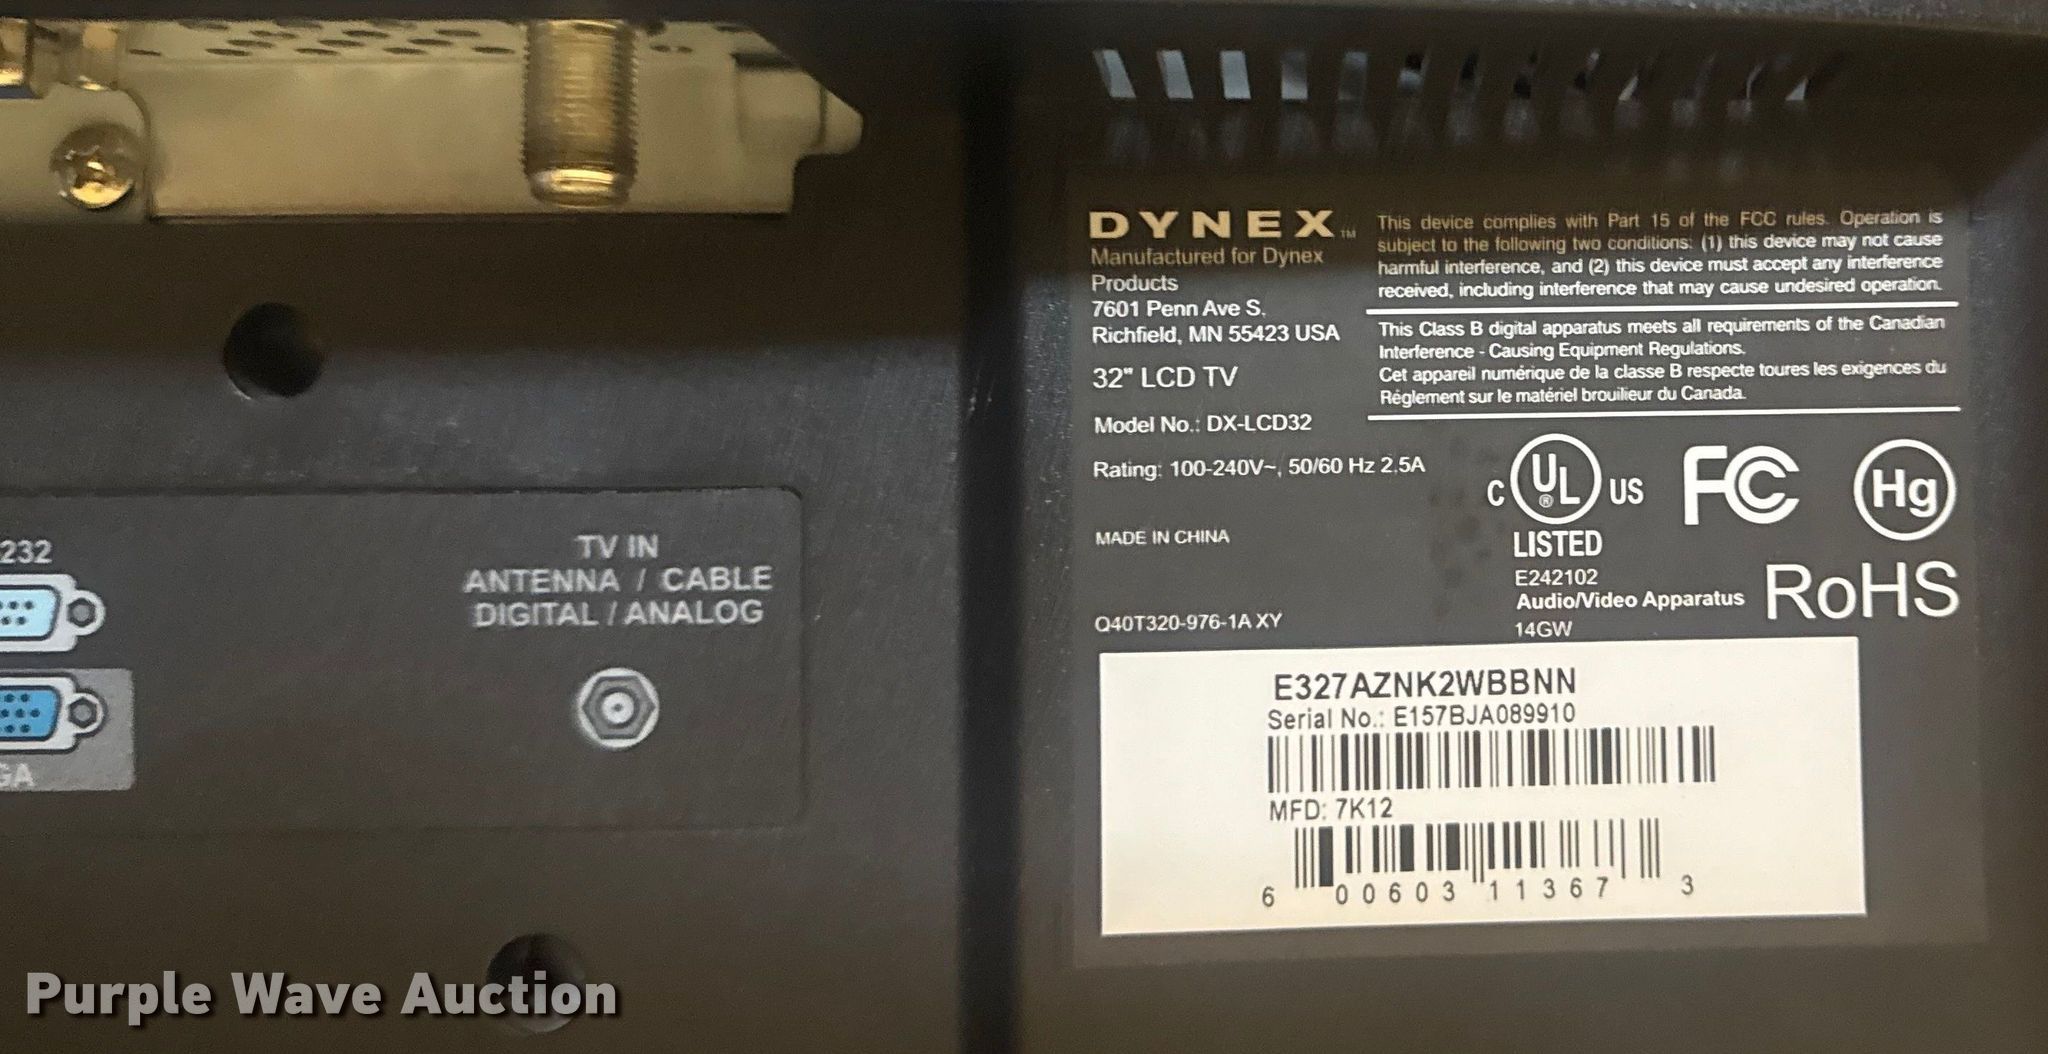 232
GA
TV IN
ANTENNA / CABLE
DIGITAL / ANALOG
DYNEX™
Manufactured for Dynex
Products
7601 Penn Ave S.
Richfield, MN 55423 USA
32" LCD TV
Model No.: DX-LCD32
Rating: 100-240V~, 50/60 Hz 2.5A
MADE IN CHINA
Q40T320-976-1A XY
This device complies with Part 15 of the FCC rules. Operation is
subject to the following two conditions: (1) this device may not cause
harmful interference, and (2) this device must accept any interference
received, including interference that may cause undesired operation.
This Class B digital apparatus meets all requirements of the Canadian
Interference - Causing Equipment Regulations.
Cet appareil numérique de la classe B respecte toures les exigences du
Réglement sur le matériel brouilieur du Canada.
C UL® US FC Hg
LISTED
E242102
Audio/Video Apparatus
14GW
RoHS
E327AZNK2WBBNN
Serial No.: E157BJA089910
MFD: 7K12
6 00603 11367 3
Purple Wave Auction